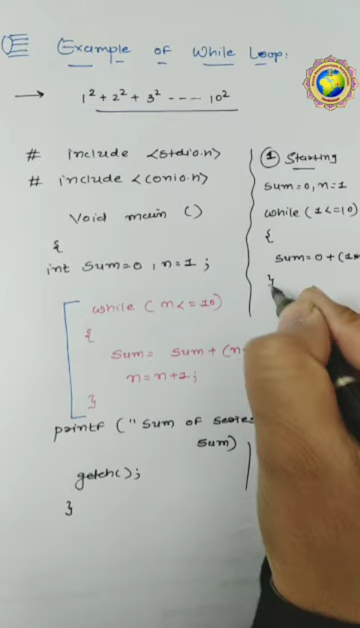 Example of While Loop:
→ 1² + 2² + 3² ---- 10²
# include <stdio.h>
# include <conio.h>
Void main ()
{
int sum=0, n=1;
while (n<=10)
{
sum= sum + (n
n=n+1;
}
printf (" sum of series
sum)
getch();
}
① Starting
sum=0, n=1
while (1<=10)
{
sum=0+(1*
}